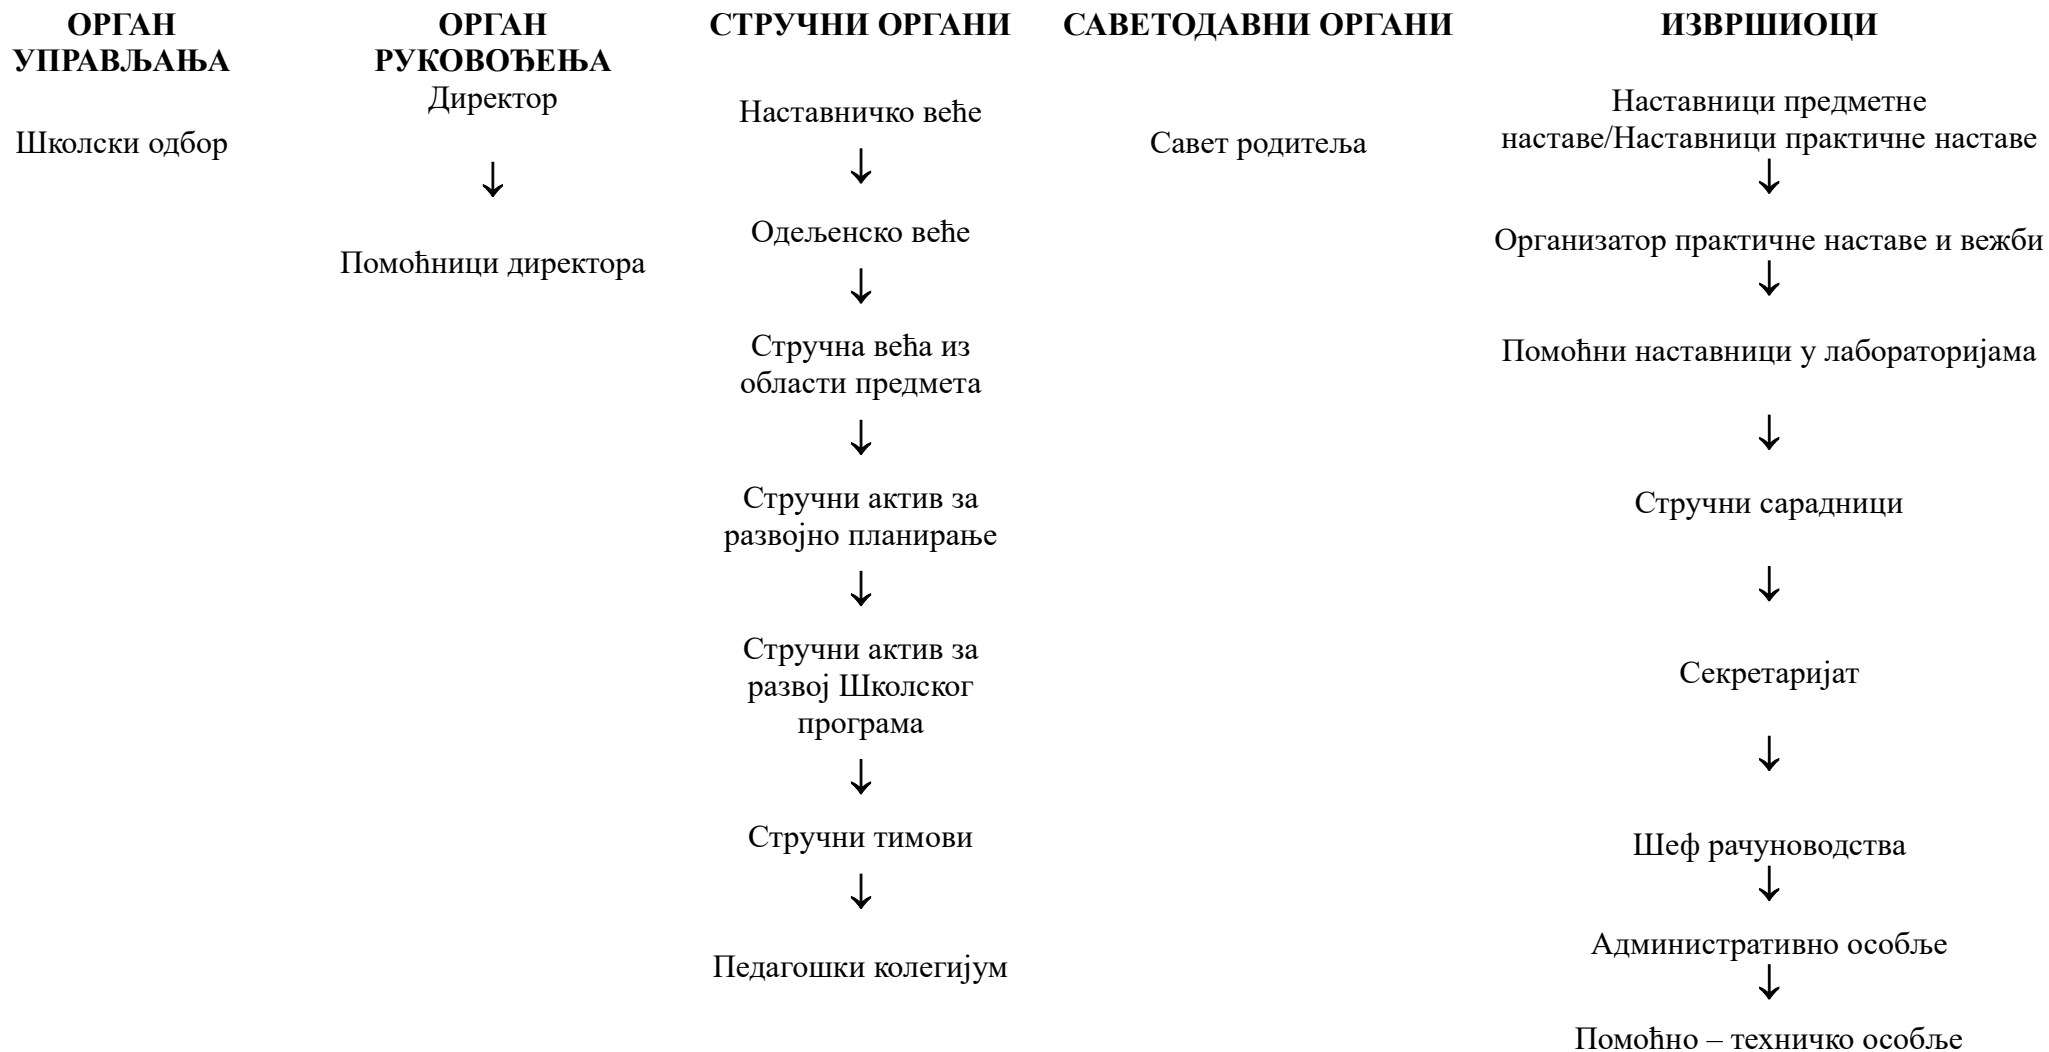 ОРГАН
УПРАВЉАЊА
Школски одбор
ОРГАН
РУКОВОЂЕЊА
Директор
↓
Помоћници директора
СТРУЧНИ ОРГАНИ
Наставничко веће
↓
Одељенско веће
↓
Стручна већа из
области предмета
↓
Стручни актив за
развојно планирање
↓
Стручни актив за
развој Школског
програма
↓
Стручни тимови
↓
Педагошки колегијум
САВЕТОДАВНИ ОРГАНИ
Савет родитеља
ИЗВРШИОЦИ
Наставници предметне
наставе/Наставници практичне наставе
↓
Организатор практичне наставе и вежби
↓
Помоћни наставници у лабораторијама
↓
Стручни сарадници
↓
Секретаријат
↓
Шеф рачуноводства
↓
Административно особље
↓
Помоћно – техничко особље